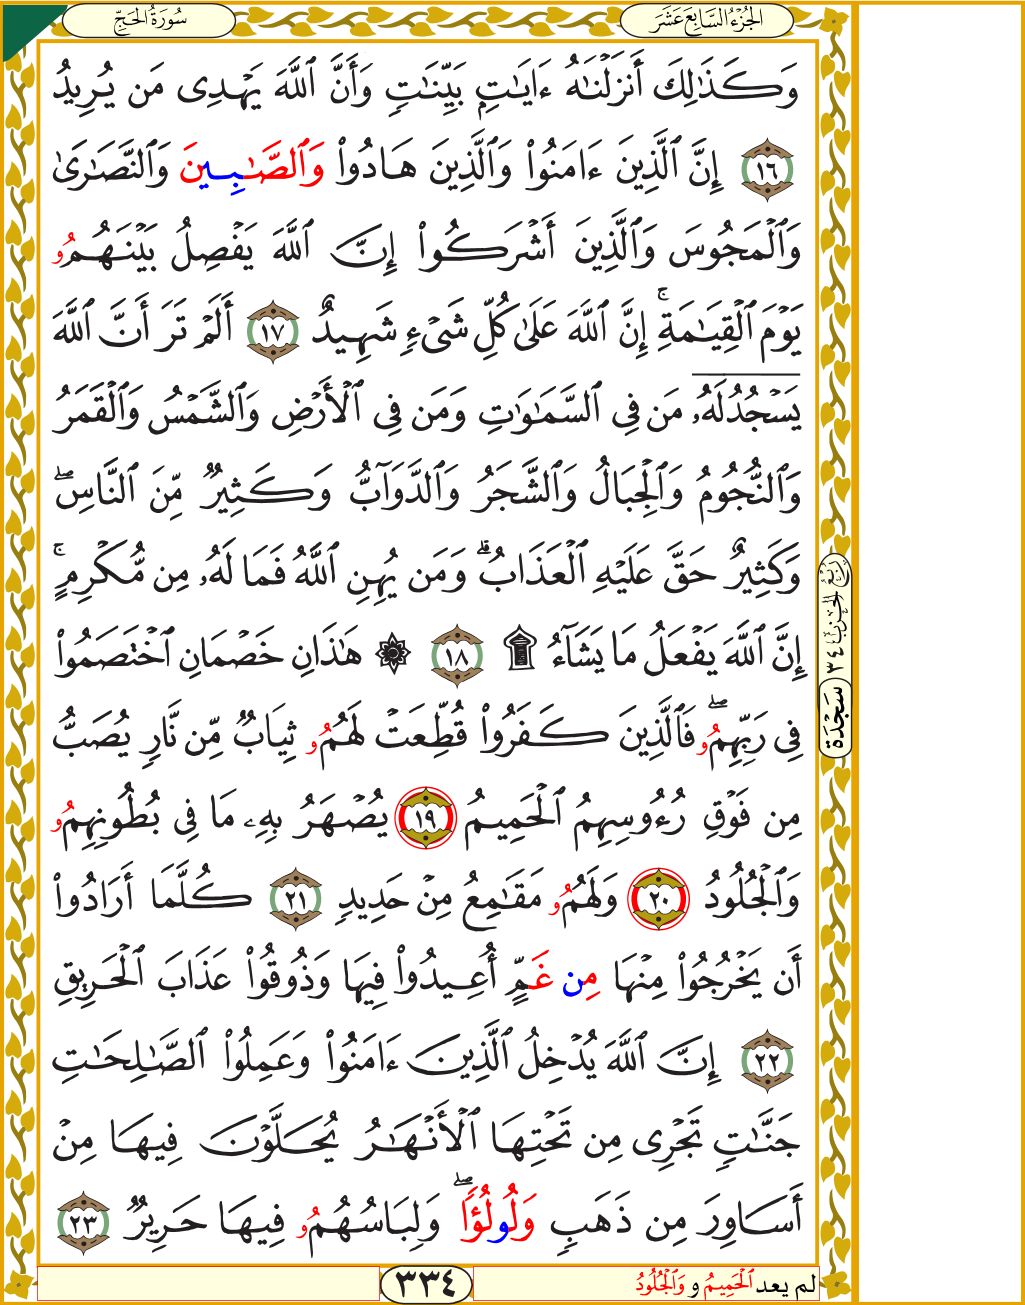 سُورَةُ الحَجِّ
الجُزْءُ السَّابِعَ عَشَرَ
وَكَذَٰلِكَ أَنزَلْنَٰهُ ءَايَٰتِۭ بَيِّنَٰتٖ وَأَنَّ ٱللَّهَ يَهْدِى مَن يُرِيدُ
١٦ إِنَّ ٱلَّذِينَ ءَامَنُوا۟ وَٱلَّذِينَ هَادُوا۟ وَٱلصَّٰبِـِٔينَ وَٱلنَّصَٰرَىٰ
وَٱلْمَجُوسَ وَٱلَّذِينَ أَشْرَكُوٓا۟ إِنَّ ٱللَّهَ يَفْصِلُ بَيْنَهُمُۥ
يَوْمَ ٱلْقِيَٰمَةِۚ إِنَّ ٱللَّهَ عَلَىٰ كُلِّ شَىْءٖ شَهِيدٌ ١٧ أَلَمْ تَرَ أَنَّ ٱللَّهَ
يَسْجُدُ لَهُۥ مَن فِى ٱلسَّمَٰوَٰتِ وَمَن فِى ٱلْأَرْضِ وَٱلشَّمْسُ وَٱلْقَمَرُ
وَٱلنُّجُومُ وَٱلْجِبَالُ وَٱلشَّجَرُ وَٱلدَّوَآبُّ وَكَثِيرٞ مِّنَ ٱلنَّاسِۖ
وَكَثِيرٌ حَقَّ عَلَيْهِ ٱلْعَذَابُۗ وَمَن يُهِنِ ٱللَّهُ فَمَا لَهُۥ مِن مُّكْرِمٍۚ
إِنَّ ٱللَّهَ يَفْعَلُ مَا يَشَآءُ ۩ ١٨ ۞ هَٰذَانِ خَصْمَانِ ٱخْتَصَمُوا۟
فِى رَبِّهِمُۥۖ فَٱلَّذِينَ كَفَرُوا۟ قُطِّعَتْ لَهُمُۥ ثِيَابٞ مِّن نَّارٖ يُصَبُّ
مِن فَوْقِ رُءُوسِهِمُ ٱلْحَمِيمُ ١٩ يُصْهَرُ بِهِۦ مَا فِى بُطُونِهِمُۥ
وَٱلْجُلُودُ ٢٠ وَلَهُمُۥ مَقَٰمِعُ مِنْ حَدِيدٖ ٢١ كُلَّمَا أَرَادُوا۟
أَن يَخْرُجُوا۟ مِنْهَا مِن غَمٍّ أُعِيدُوا۟ فِيهَا وَذُوقُوا۟ عَذَابَ ٱلْحَرِيقِ
٢٢ إِنَّ ٱللَّهَ يُدْخِلُ ٱلَّذِينَ ءَامَنُوا۟ وَعَمِلُوا۟ ٱلصَّٰلِحَٰتِ
جَنَّٰتٖ تَجْرِى مِن تَحْتِهَا ٱلْأَنْهَٰرُ يُحَلَّوْنَ فِيهَا مِنْ
أَسَاوِرَ مِن ذَهَبٖ وَلُولُؤٗاۖ وَلِبَاسُهُمُۥ فِيهَا حَرِيرٞ ٢٣
رُبْعُ الحِزْبِ ٣٤
سَجْدَة
لم يعد ٱلْحَمِيمُ و وَٱلْجُلُودُ
٣٣٤